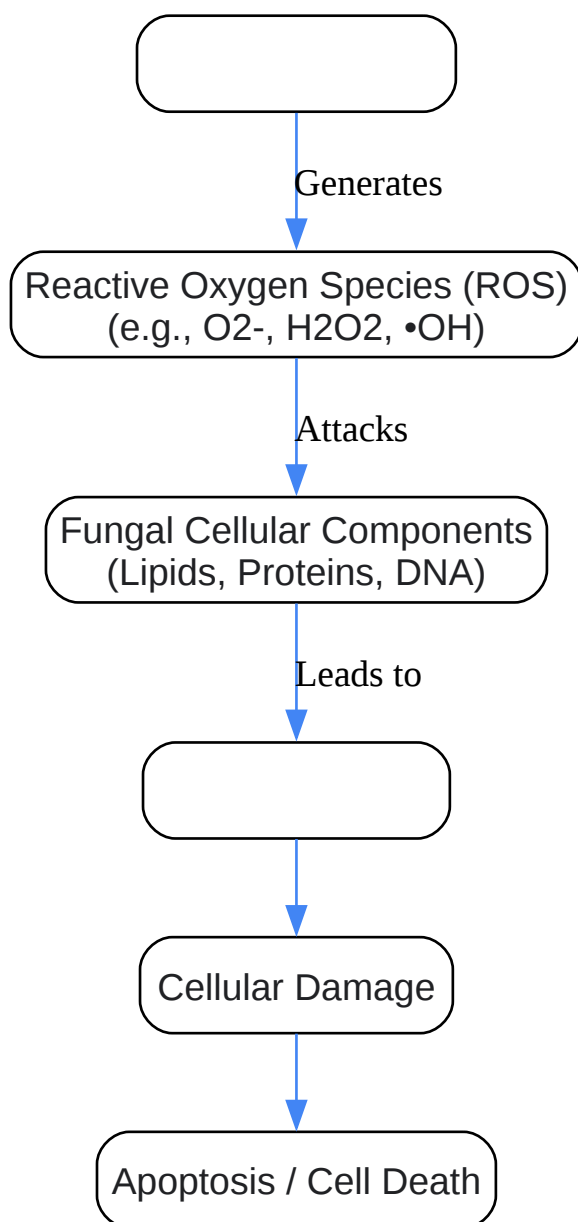 Generates
Reactive Oxygen Species (ROS)
(e.g., O2-, H2O2, •OH)
Attacks
Fungal Cellular Components
(Lipids, Proteins, DNA)
Leads to
Cellular Damage
Apoptosis / Cell Death